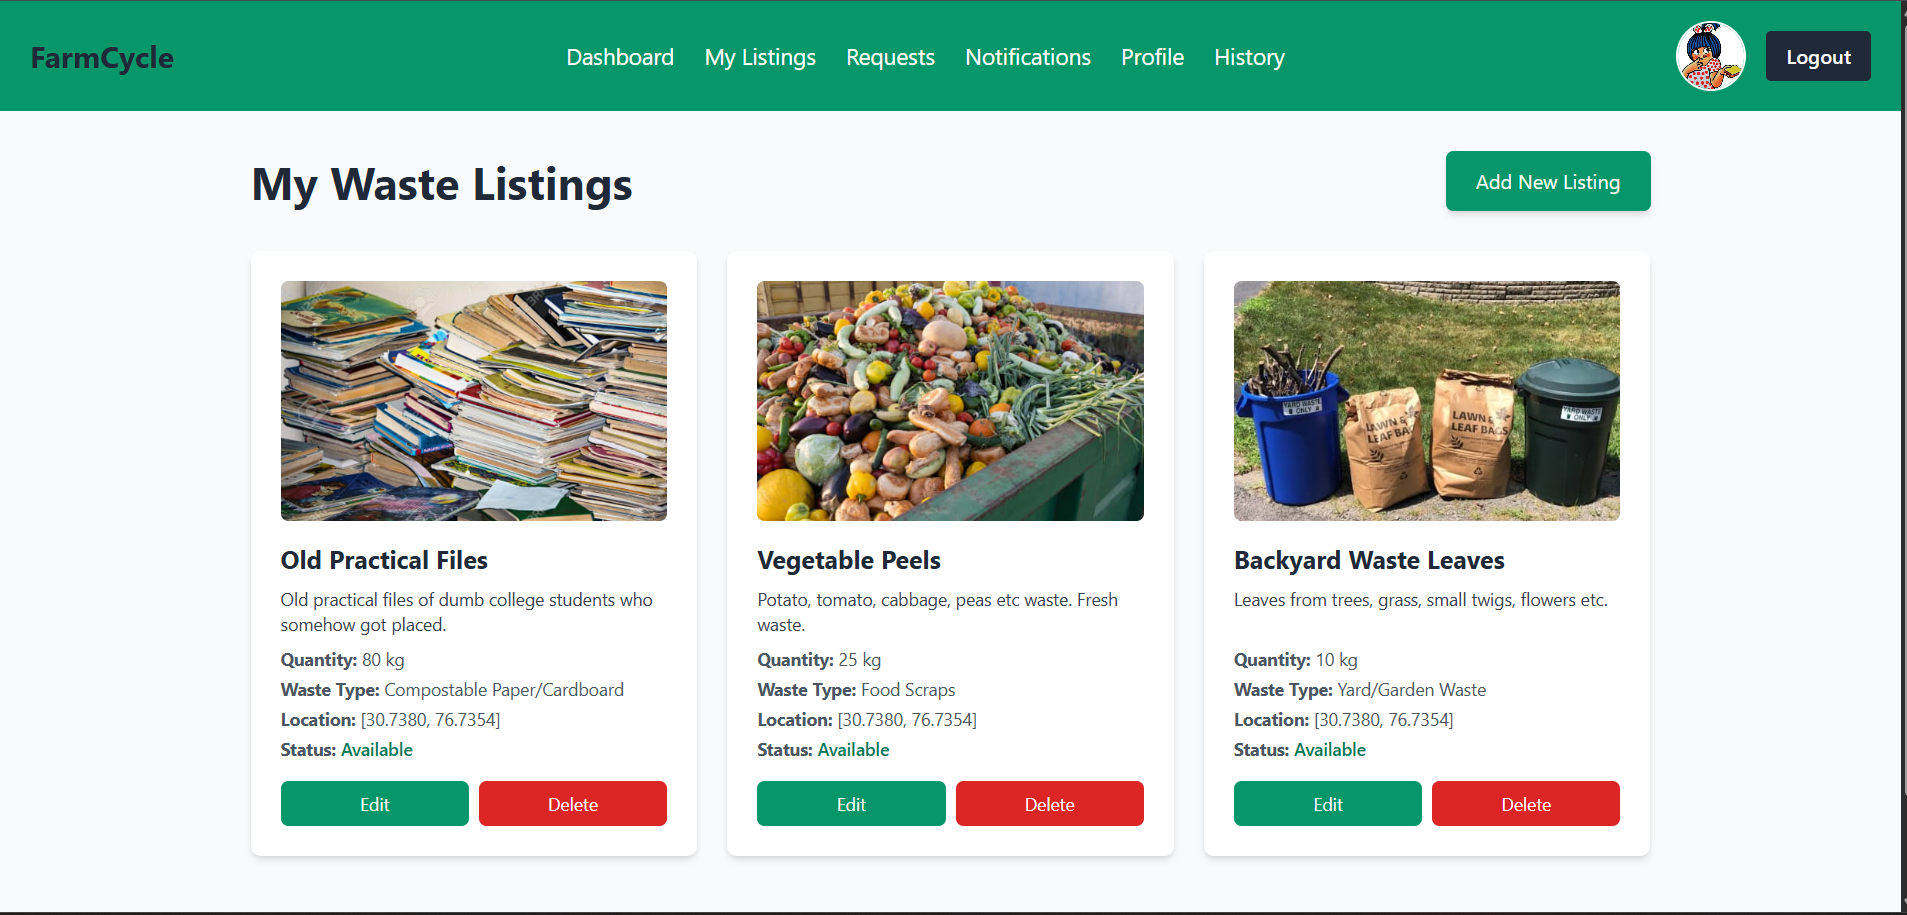 FarmCycle
Dashboard
My Listings
Requests
Notifications
Profile
History
Logout
My Waste Listings
Add New Listing
YARD WASTE
ONLY
LAWN &
LEAF BAGS
LAWN &
LEAF BAGS
YARD WASTE
ONLY
Old Practical Files
Old practical files of dumb college students who
somehow got placed.
Quantity: 80 kg
Waste Type: Compostable Paper/Cardboard
Location: [30.7380, 76.7354]
Status: Available
Edit
Delete
Vegetable Peels
Potato, tomato, cabbage, peas etc waste. Fresh
waste.
Quantity: 25 kg
Waste Type: Food Scraps
Location: [30.7380, 76.7354]
Status: Available
Edit
Delete
Backyard Waste Leaves
Leaves from trees, grass, small twigs, flowers etc.
Quantity: 10 kg
Waste Type: Yard/Garden Waste
Location: [30.7380, 76.7354]
Status: Available
Edit
Delete